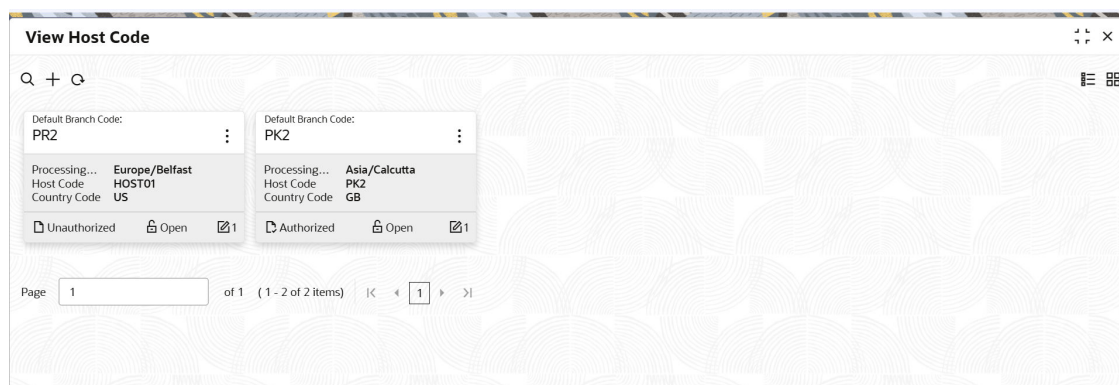 View Host Code
Default Branch Code:
PR2
Processing... Europe/Belfast
Host Code HOST01
Country Code US
Unauthorized Open 1
Default Branch Code:
PK2
Processing... Asia/Calcutta
Host Code PK2
Country Code GB
Authorized Open 1
Page 1 of 1 (1 - 2 of 2 items) 1